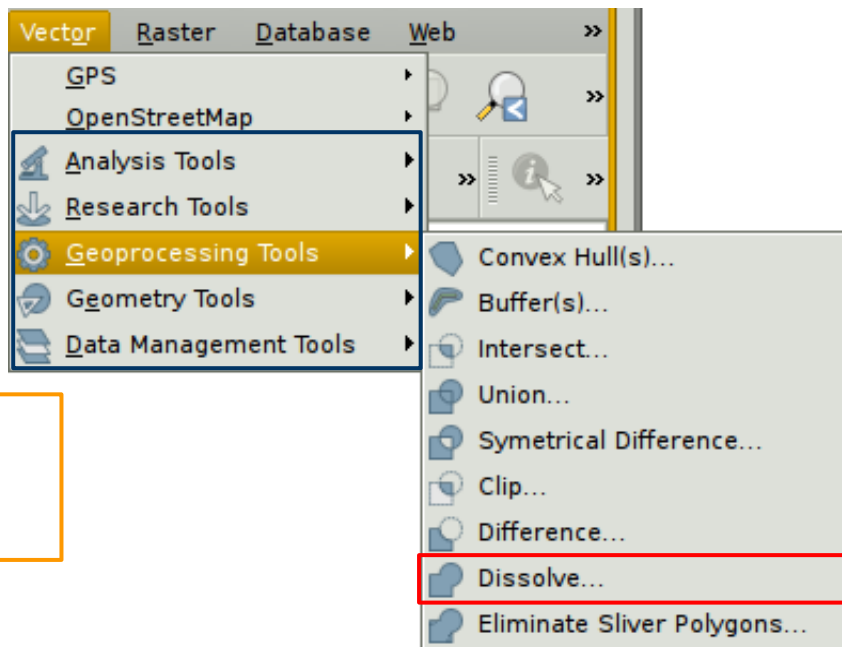 Vector Raster Database Web »
GPS
OpenStreetMap
»
Analysis Tools
» »
Research Tools
Geoprocessing Tools
Convex Hull(s)...
Geometry Tools
Buffer(s)...
Data Management Tools
Intersect...
Union...
Symetrical Difference...
Clip...
Difference...
Dissolve...
Eliminate Sliver Polygons...